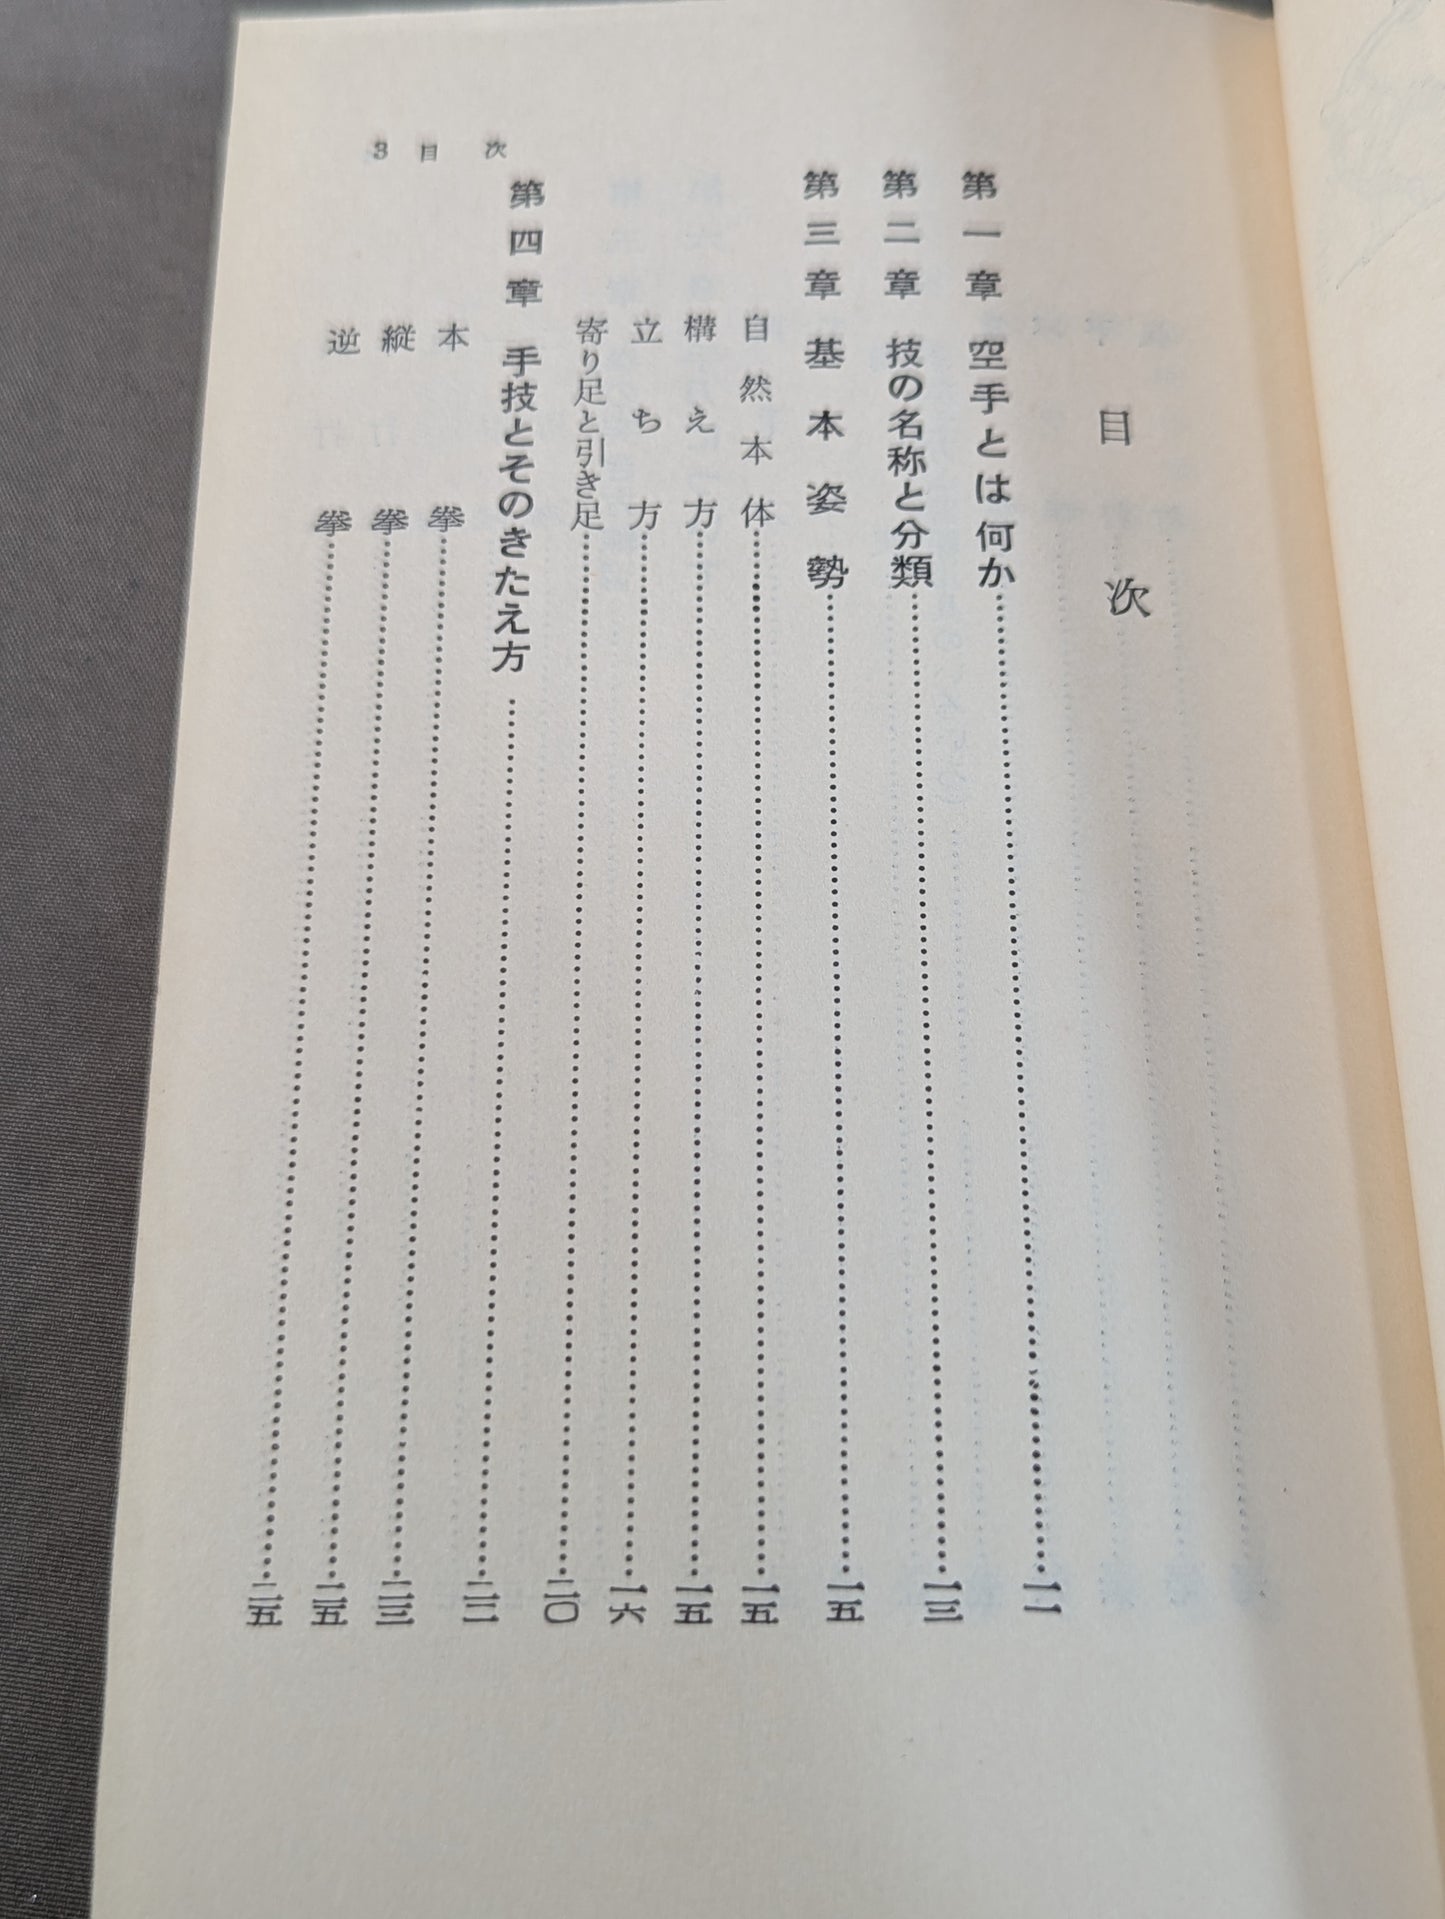 目次
第一章 空手とは何か……一一
第二章 技の名称と分類……一三
第三章 基本姿勢……一五
自然本体……一五
構え方……一五
立ち方……一六
寄り足と引き足……二〇
第四章 手技とそのきたえ方……二二
本拳……二三
縦拳……二五
逆拳……二五
3 目次